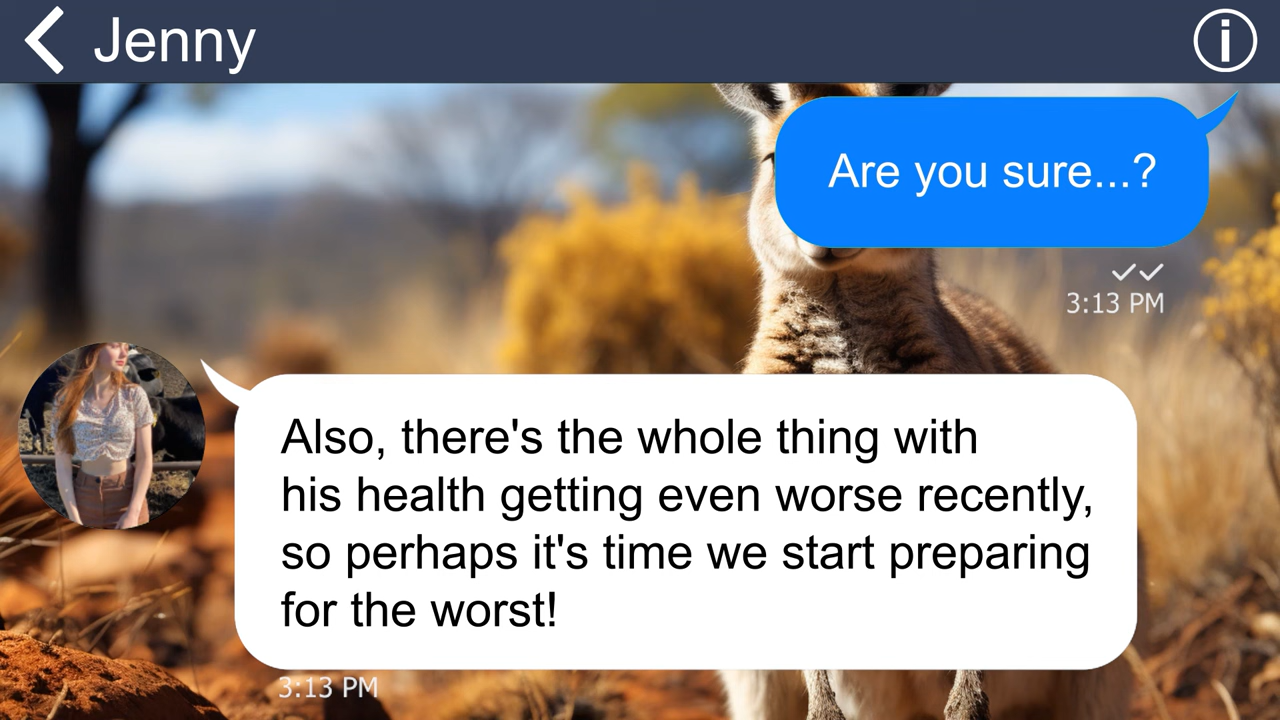 Jenny
Are you sure...?
3:13 PM
Also, there's the whole thing with
his health getting even worse recently,
so perhaps it's time we start preparing
for the worst!
3:13 PM